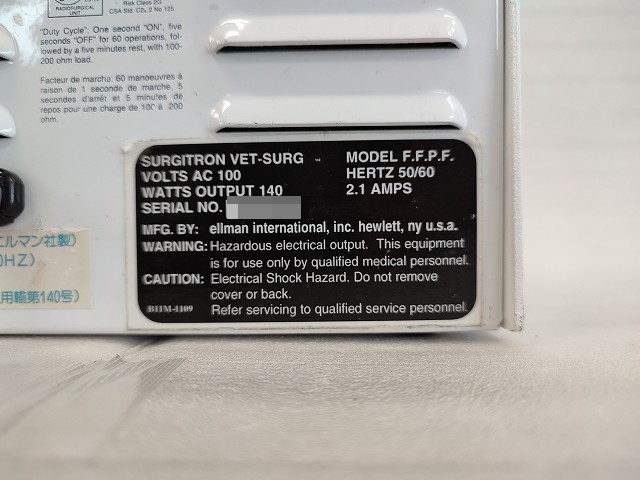 RADIOSURGICAL
UNIT
Risk Class 2G
CSA Std. C2, 2 No 125
"Duty Cycle": One second "ON", five
seconds "OFF" for 60 operations, fol-
lowed by a five minutes rest, with 100-
200 ohm load.
Facteur de marcha: 60 manoeuvres à
raison de 1 seconde de marche, 5
secondes d'arrêt et 5 minutes de
repos pour une charge de 100 à 200
ohm.
SURGITRON VET-SURG MODEL F.F.P.F.
VOLTS AC 100 HERTZ 50/60
WATTS OUTPUT 140 2.1 AMPS
SERIAL NO.
MFG. BY: ellman international, inc. hewlett, ny u.s.a.
WARNING: Hazardous electrical output. This equipment
is for use only by qualified medical personnel.
CAUTION: Electrical Shock Hazard. Do not remove
cover or back.
B11M-1109 Refer servicing to qualified service personnel.
エルマン社製)
0HZ)
用輸第140号)